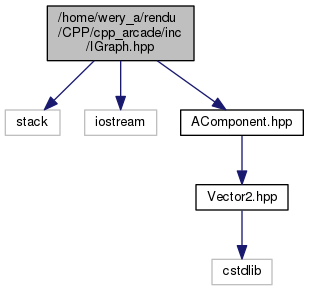 /home/wery_a/rendu
/CPP/cpp_arcade/inc
/IGraph.hpp
stack
iostream
AComponent.hpp
Vector2.hpp
cstdlib